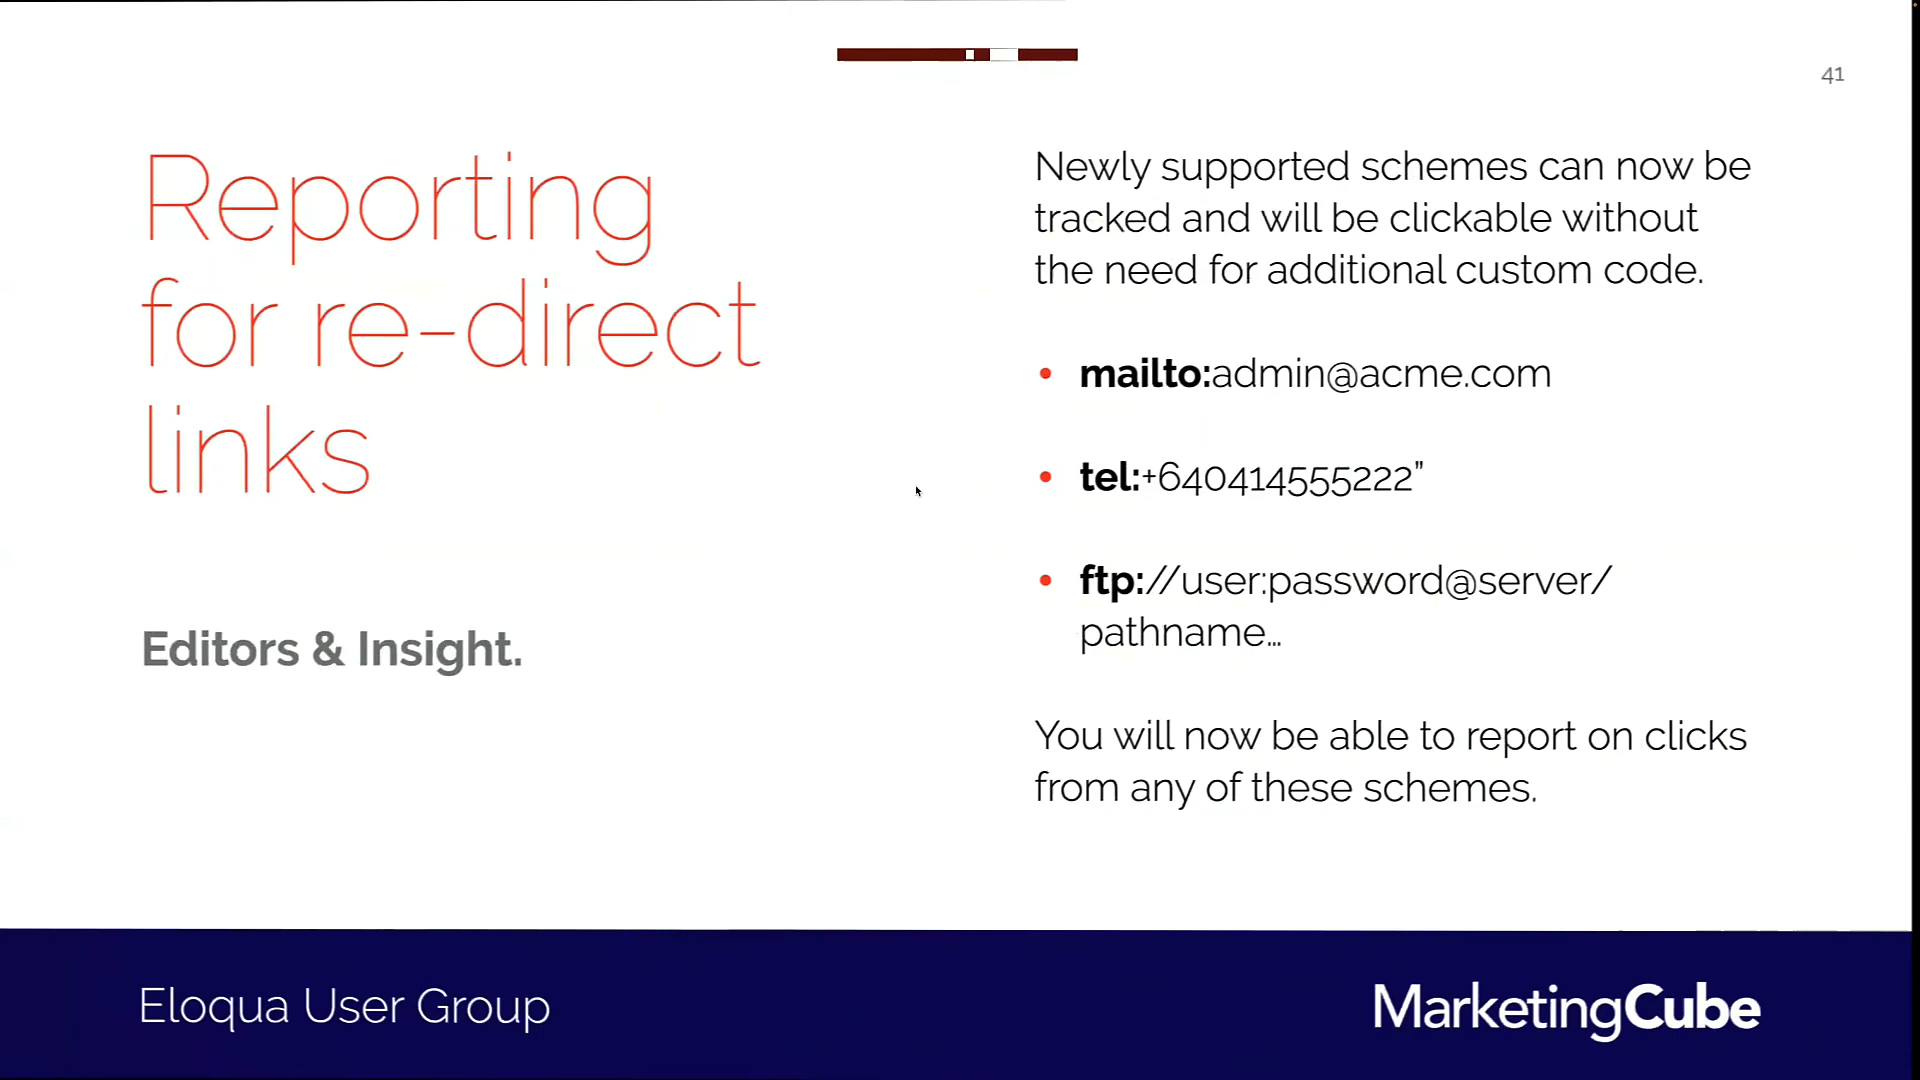 41
Reporting
for re-direct
links
Editors & Insight.
Newly supported schemes can now be
tracked and will be clickable without
the need for additional custom code.
• mailto:admin@acme.com
• tel:+640414555222”
• ftp://user:password@server/
pathname…
You will now be able to report on clicks
from any of these schemes.
Eloqua User Group
MarketingCube